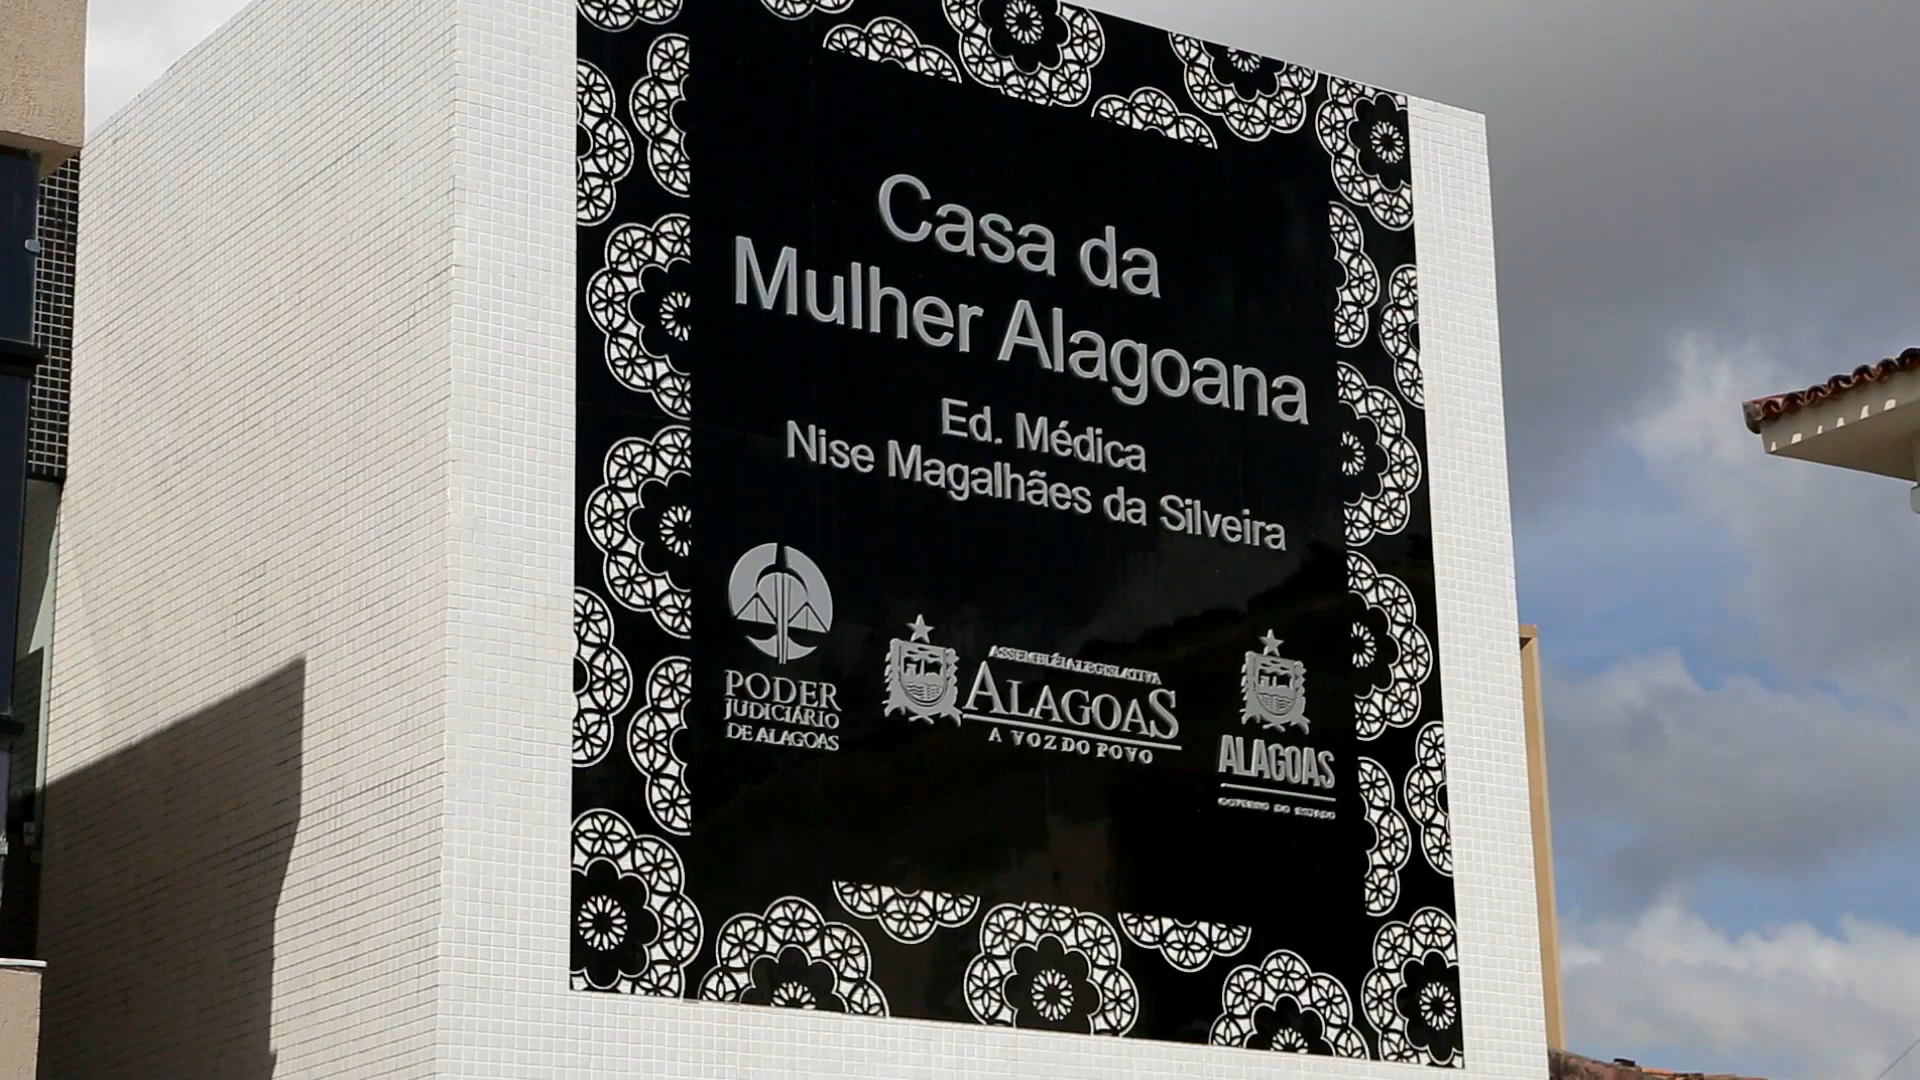 Casa da
Mulher Alagoana
Ed. Médica
Nise Magalhães da Silveira
PODER
JUDICIÁRIO
DE ALAGOAS
ASSEMBLÉIA LEGISLATIVA
ALAGOAS
A VOZ DO POVO
ALAGOAS
GOVERNO DO ESTADO